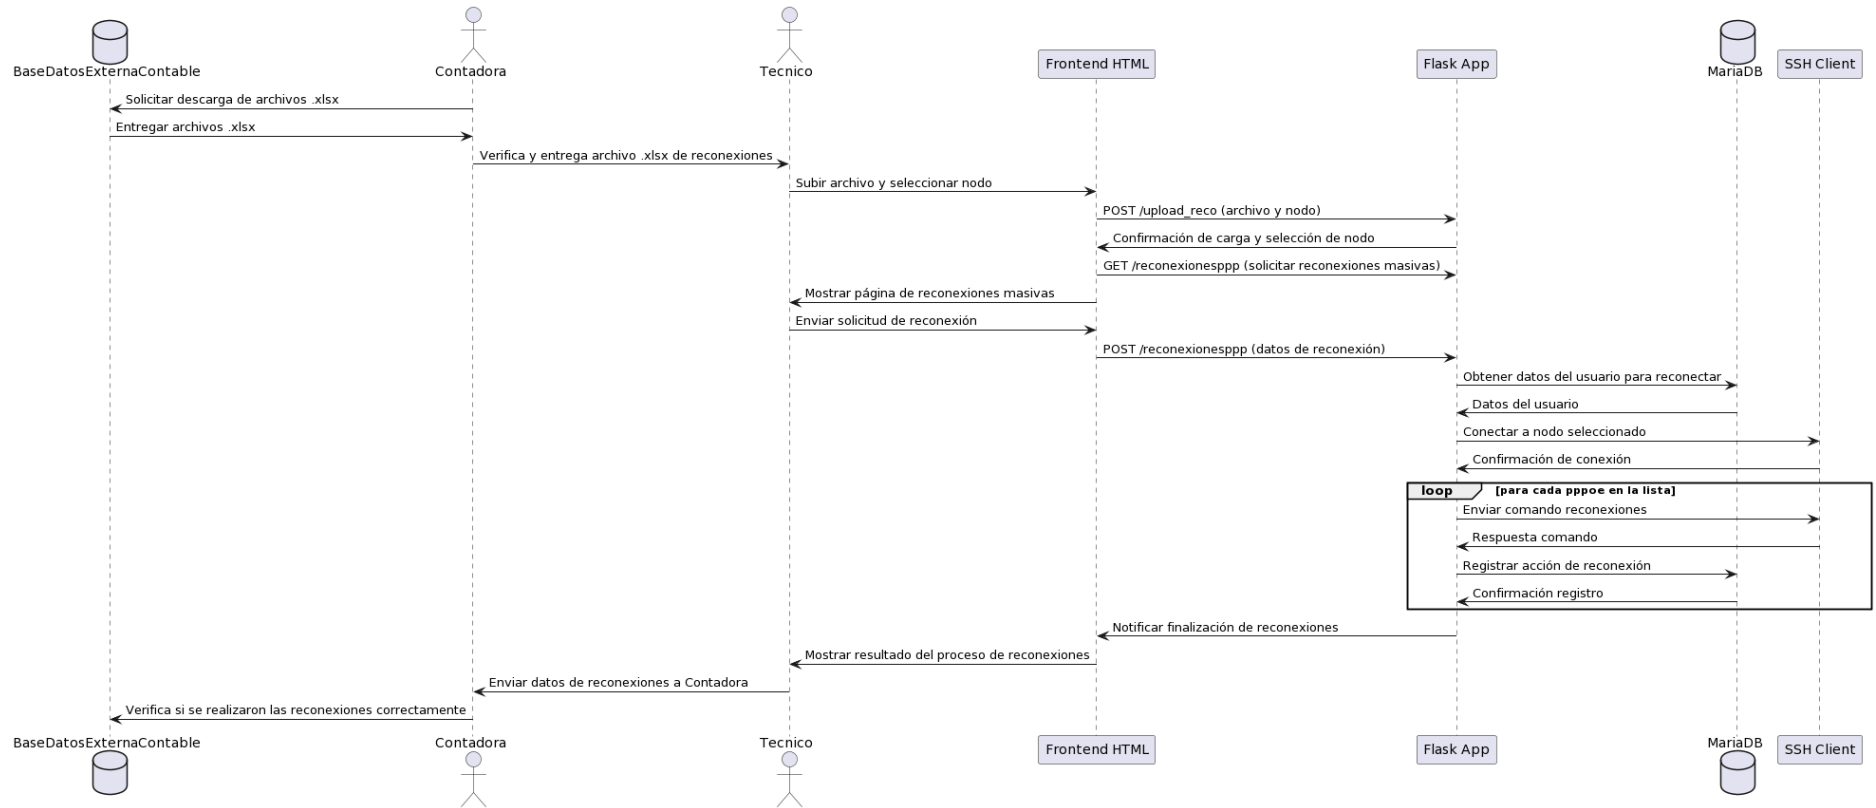 BaseDatosExternaContable
Contadora
Tecnico
Frontend HTML
Flask App
MariaDB
SSH Client
Solicitar descarga de archivos .xlsx
Entregar archivos .xlsx
Verifica y entrega archivo .xlsx de reconexiones
Subir archivo y seleccionar nodo
POST /upload_reco (archivo y nodo)
Confirmación de carga y selección de nodo
GET /reconexionesppp (solicitar reconexiones masivas)
Mostrar página de reconexiones masivas
Enviar solicitud de reconexión
POST /reconexionesppp (datos de reconexión)
Obtener datos del usuario para reconectar
Datos del usuario
Conectar a nodo seleccionado
Confirmación de conexión
loop [para cada pppoe en la lista]
Enviar comando reconexiones
Respuesta comando
Registrar acción de reconexión
Confirmación registro
Notificar finalización de reconexiones
Mostrar resultado del proceso de reconexiones
Enviar datos de reconexiones a Contadora
Verifica si se realizaron las reconexiones correctamente
BaseDatosExternaContable
Contadora
Tecnico
Frontend HTML
Flask App
MariaDB
SSH Client